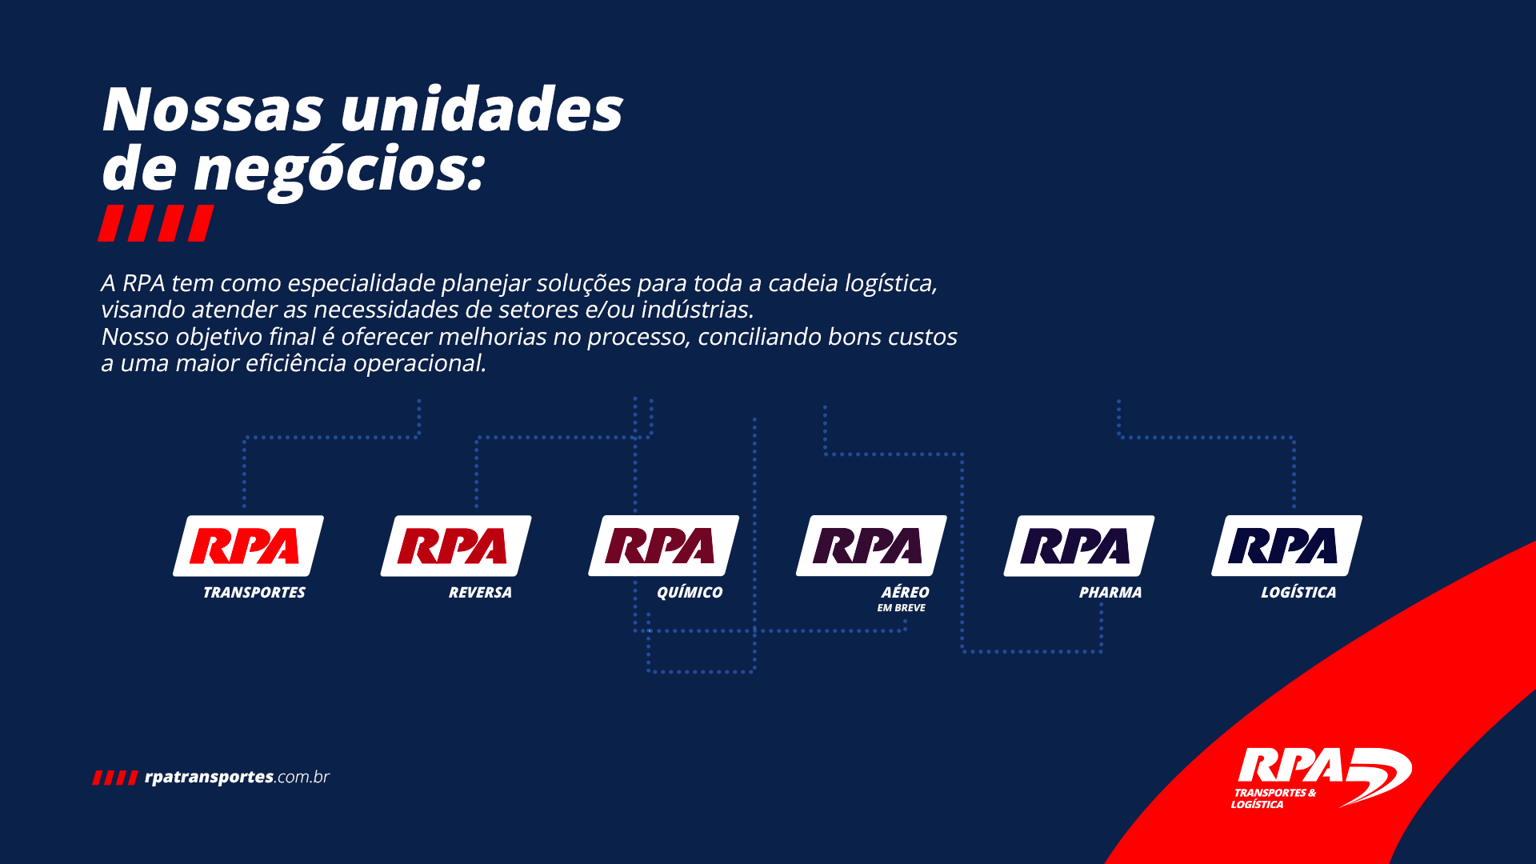 Nossas unidades
de negócios:
A RPA tem como especialidade planejar soluções para toda a cadeia logística,
visando atender as necessidades de setores e/ou indústrias.
Nosso objetivo final é oferecer melhorias no processo, conciliando bons custos
a uma maior eficiência operacional.
RPA
TRANSPORTES
RPA
REVERSA
RPA
QUÍMICO
RPA
AÉREO
EM BREVE
RPA
PHARMA
RPA
LOGÍSTICA
rpatransportes.com.br
RPA
TRANSPORTES &
LOGÍSTICA